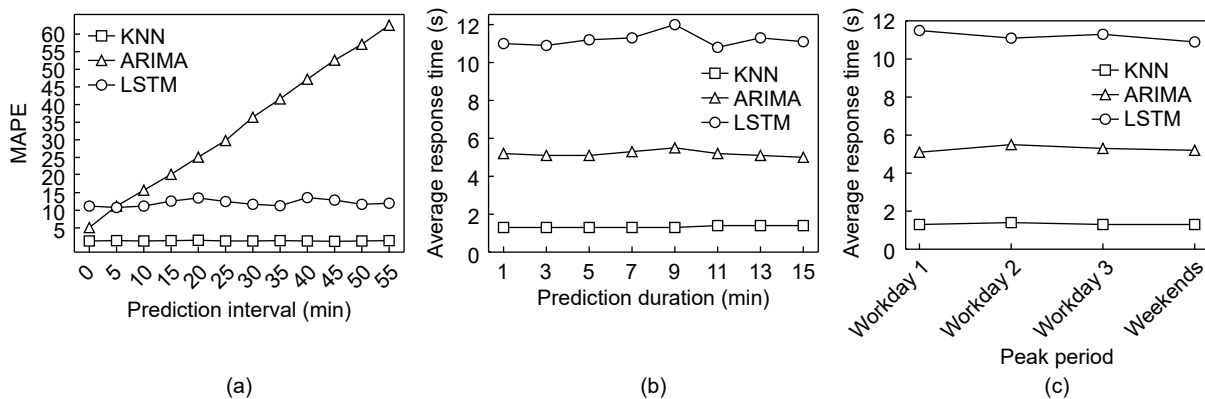 60
55
50
45
40
35
30
25
20
15
10
5
MAPE
KNN
ARIMA
LSTM
0 5 10 15 20 25 30 35 40 45 50 55
Prediction interval (min)
(a)
12
10
8
6
4
2
0
Average response time (s)
KNN
ARIMA
LSTM
1 3 5 7 9 11 13 15
Prediction duration (min)
(b)
12
10
8
6
4
2
0
Average response time (s)
KNN
ARIMA
LSTM
Workday 1
Workday 2
Workday 3
Weekends
Peak period
(c)